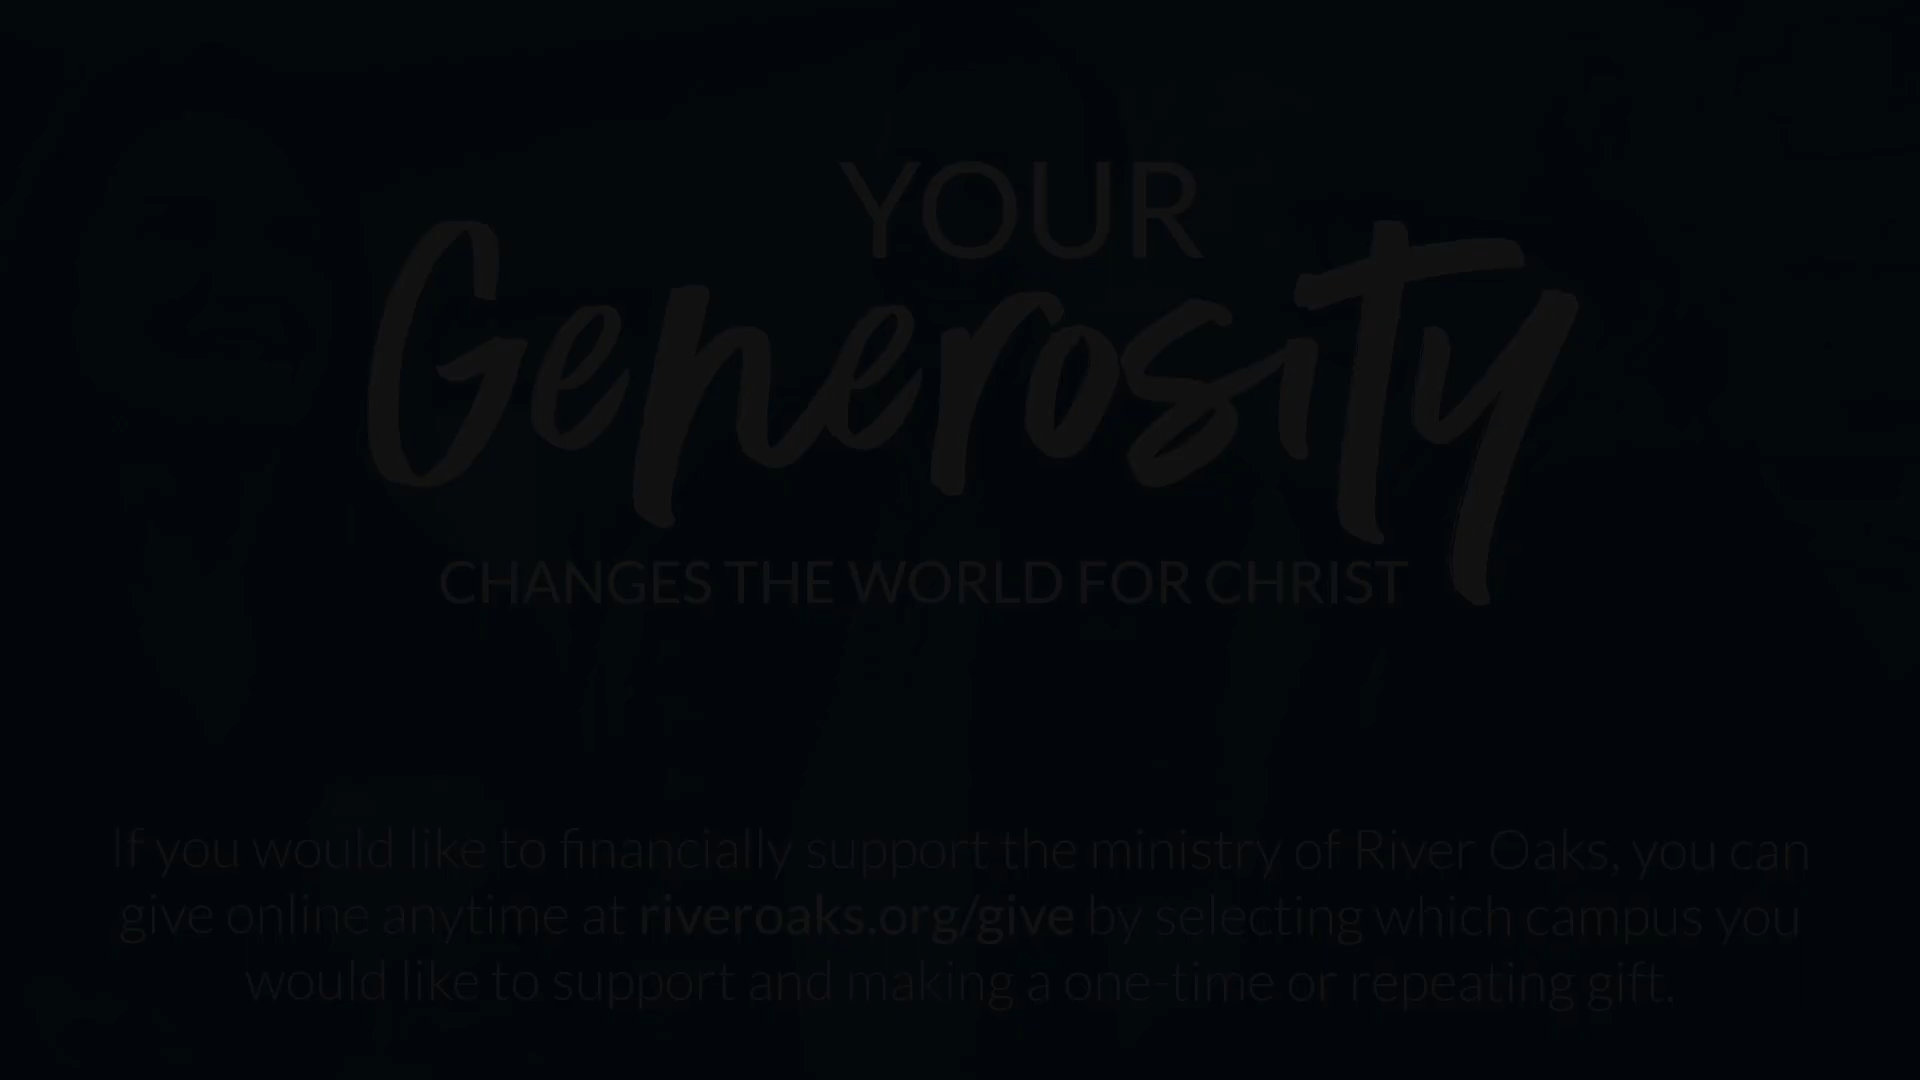 YOUR
Generosity
CHANGES THE WORLD FOR CHRIST
If you would like to financially support the ministry of River Oaks, you can
give online anytime at riveroaks.org/give by selecting which campus you
would like to support and making a one-time or repeating gift.